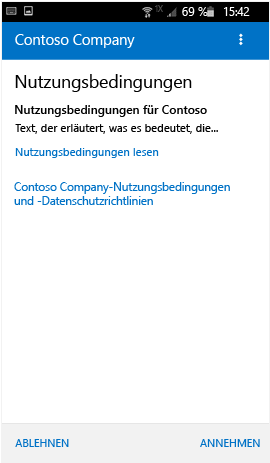 1X 69 % 15:42
Contoso Company
Nutzungsbedingungen
Nutzungsbedingungen für Contoso
Text, der erläutert, was es bedeutet, die...
Nutzungsbedingungen lesen
Contoso Company-Nutzungsbedingungen
und -Datenschutzrichtlinien
ABLEHNEN ANNEHMEN